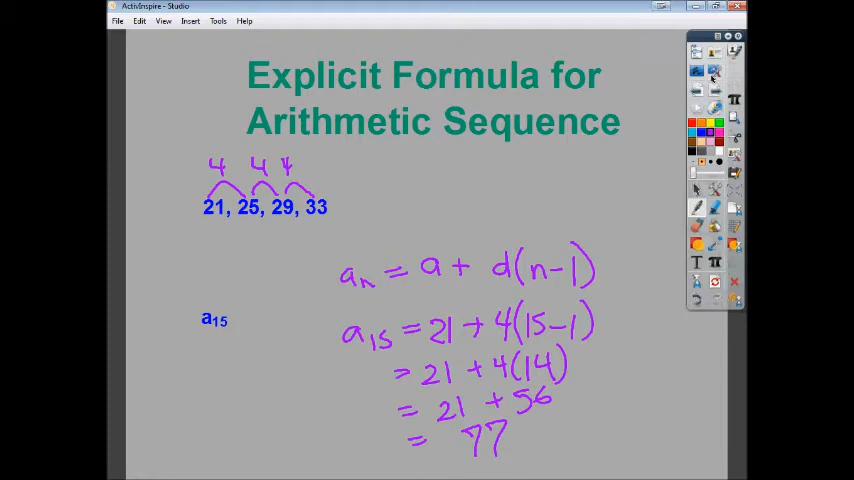 ActivInspire - Studio
File Edit View Insert Tools Help
Explicit Formula for
Arithmetic Sequence
4 4 4
21, 25, 29, 33
aₙ = a + d(n-1)
a₁₅
a₁₅ = 21 + 4(15-1)
= 21 + 4(14)
= 21 + 56
= 77